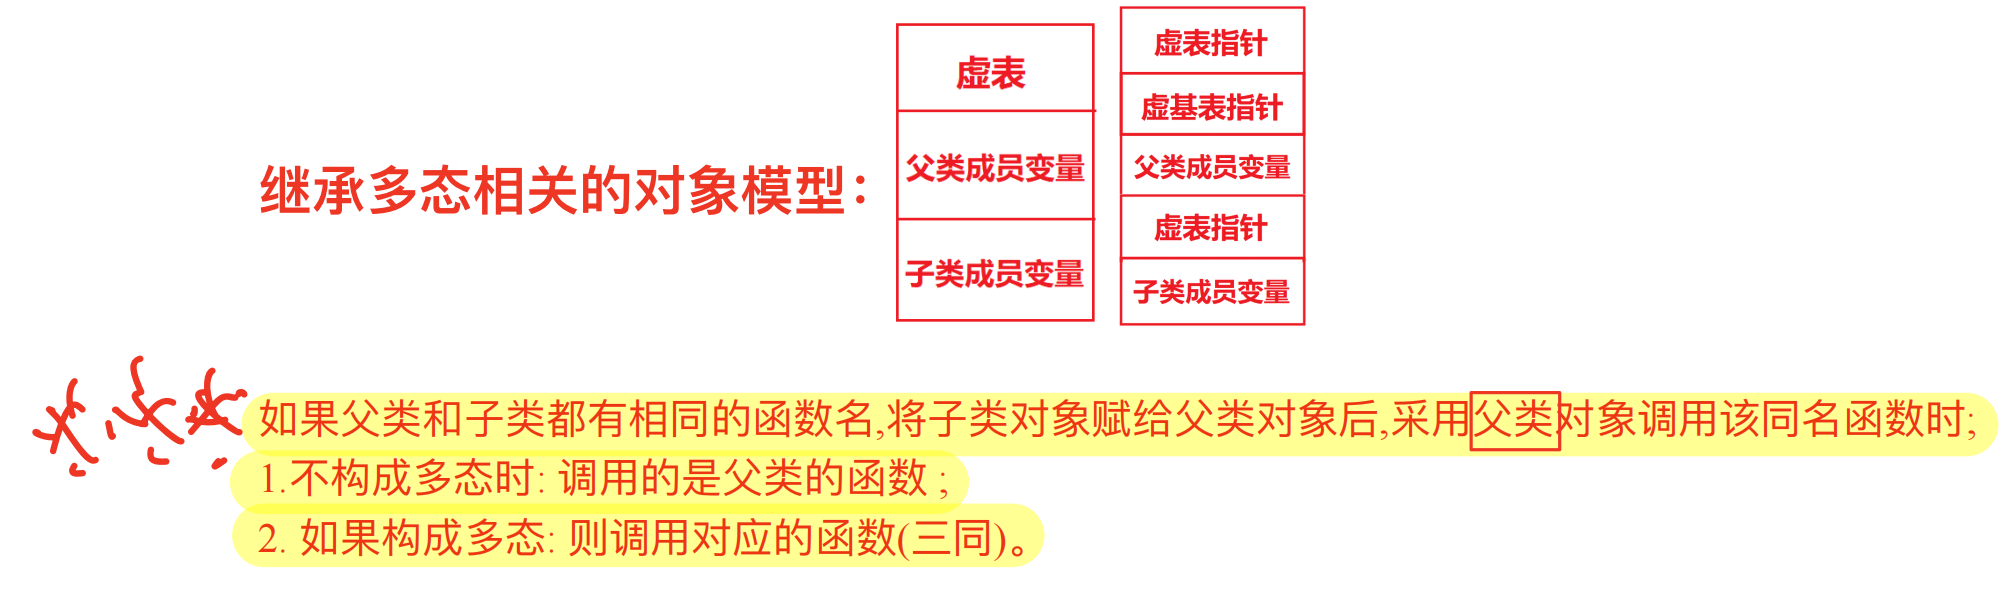 继承多态相关的对象模型：
虚表
父类成员变量
子类成员变量
虚表指针
虚基表指针
父类成员变量
虚表指针
子类成员变量
如果父类和子类都有相同的函数名,将子类对象赋给父类对象后,采用父类对象调用该同名函数时;
1.不构成多态时: 调用的是父类的函数 ;
2. 如果构成多态: 则调用对应的函数(三同)。